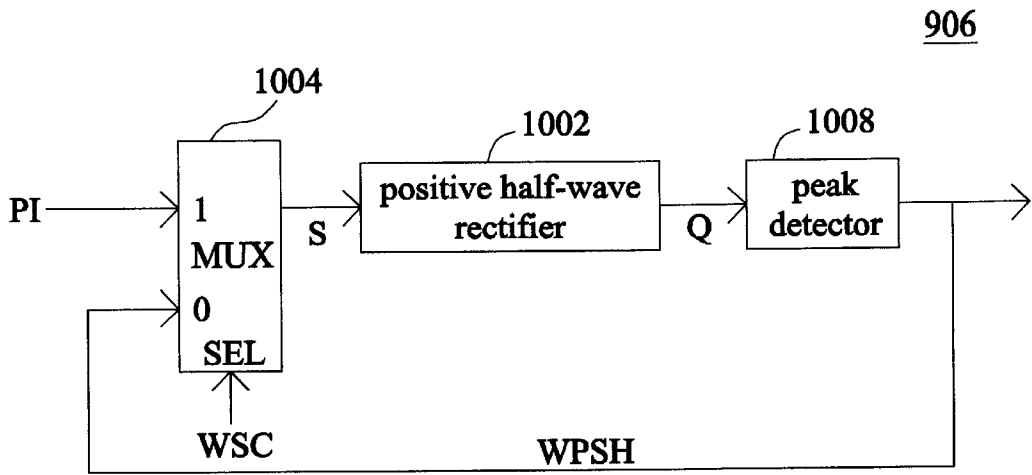 906
1004
1002
1008
PI
1
MUX
0
SEL
S
positive half-wave
rectifier
Q
peak
detector
WSC
WPSH